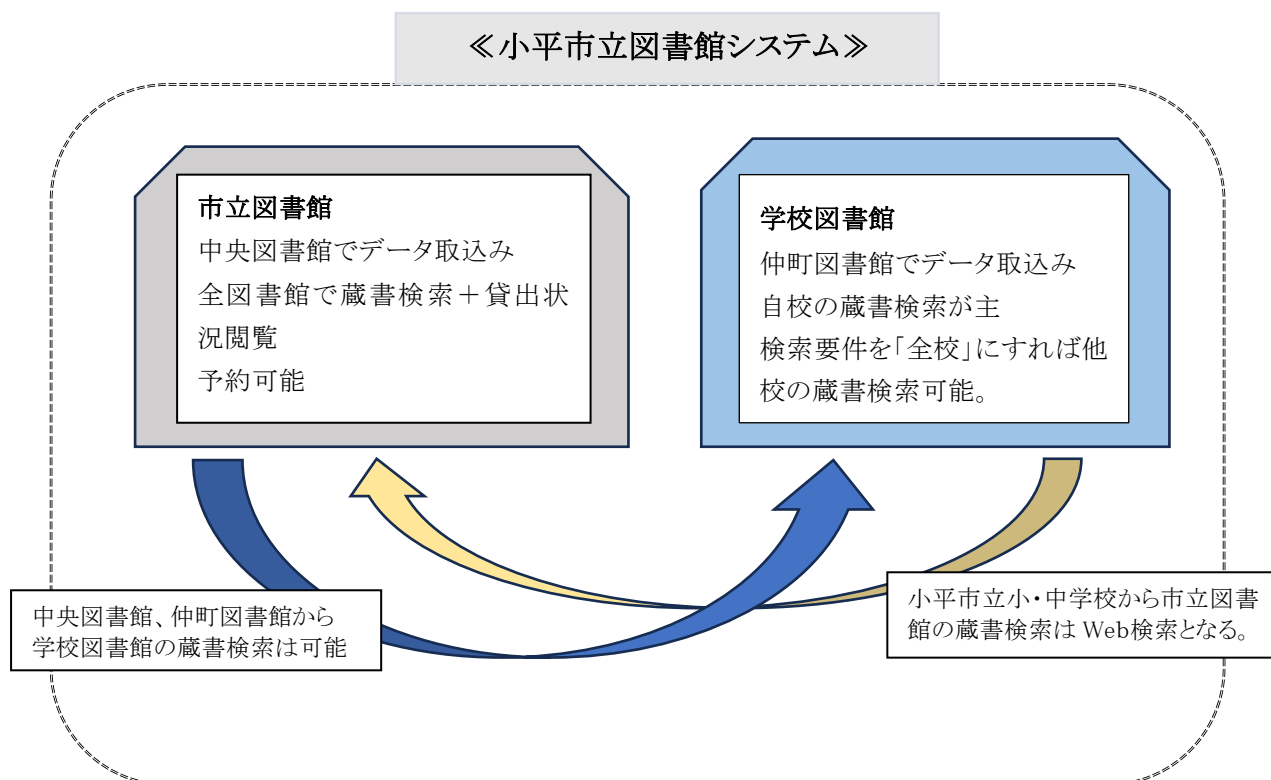 ≪小平市立図書館システム≫
市立図書館
中央図書館でデータ取込み
全図書館で蔵書検索＋貸出状
況閲覧
予約可能
学校図書館
仲町図書館でデータ取込み
自校の蔵書検索が主
検索要件を「全校」にすれば他
校の蔵書検索可能。
中央図書館、仲町図書館から
学校図書館の蔵書検索は可能
小平市立小・中学校から市立図書
館の蔵書検索は Web検索となる。